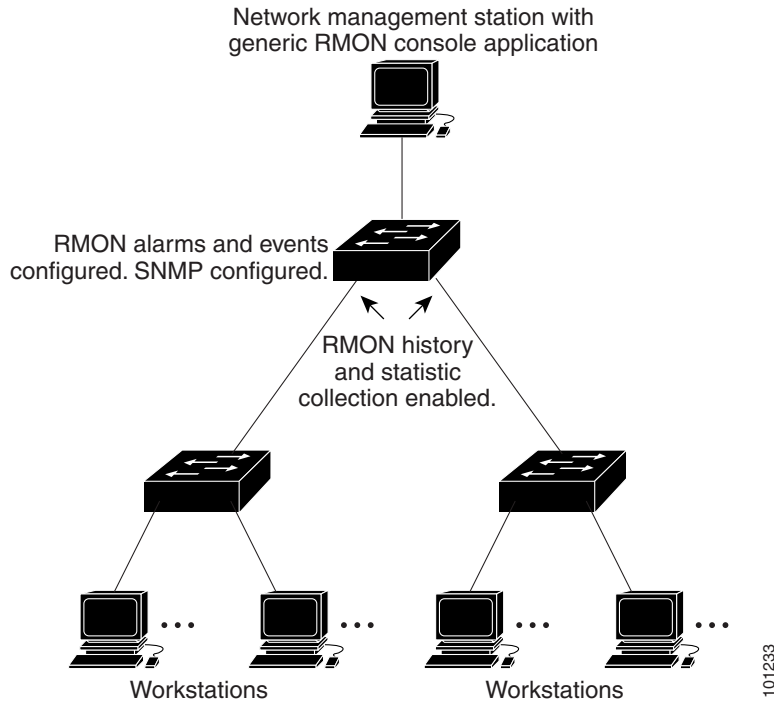 Network management station with
generic RMON console application
RMON alarms and events
configured. SNMP configured.
RMON history
and statistic
collection enabled.
Workstations
Workstations
101233